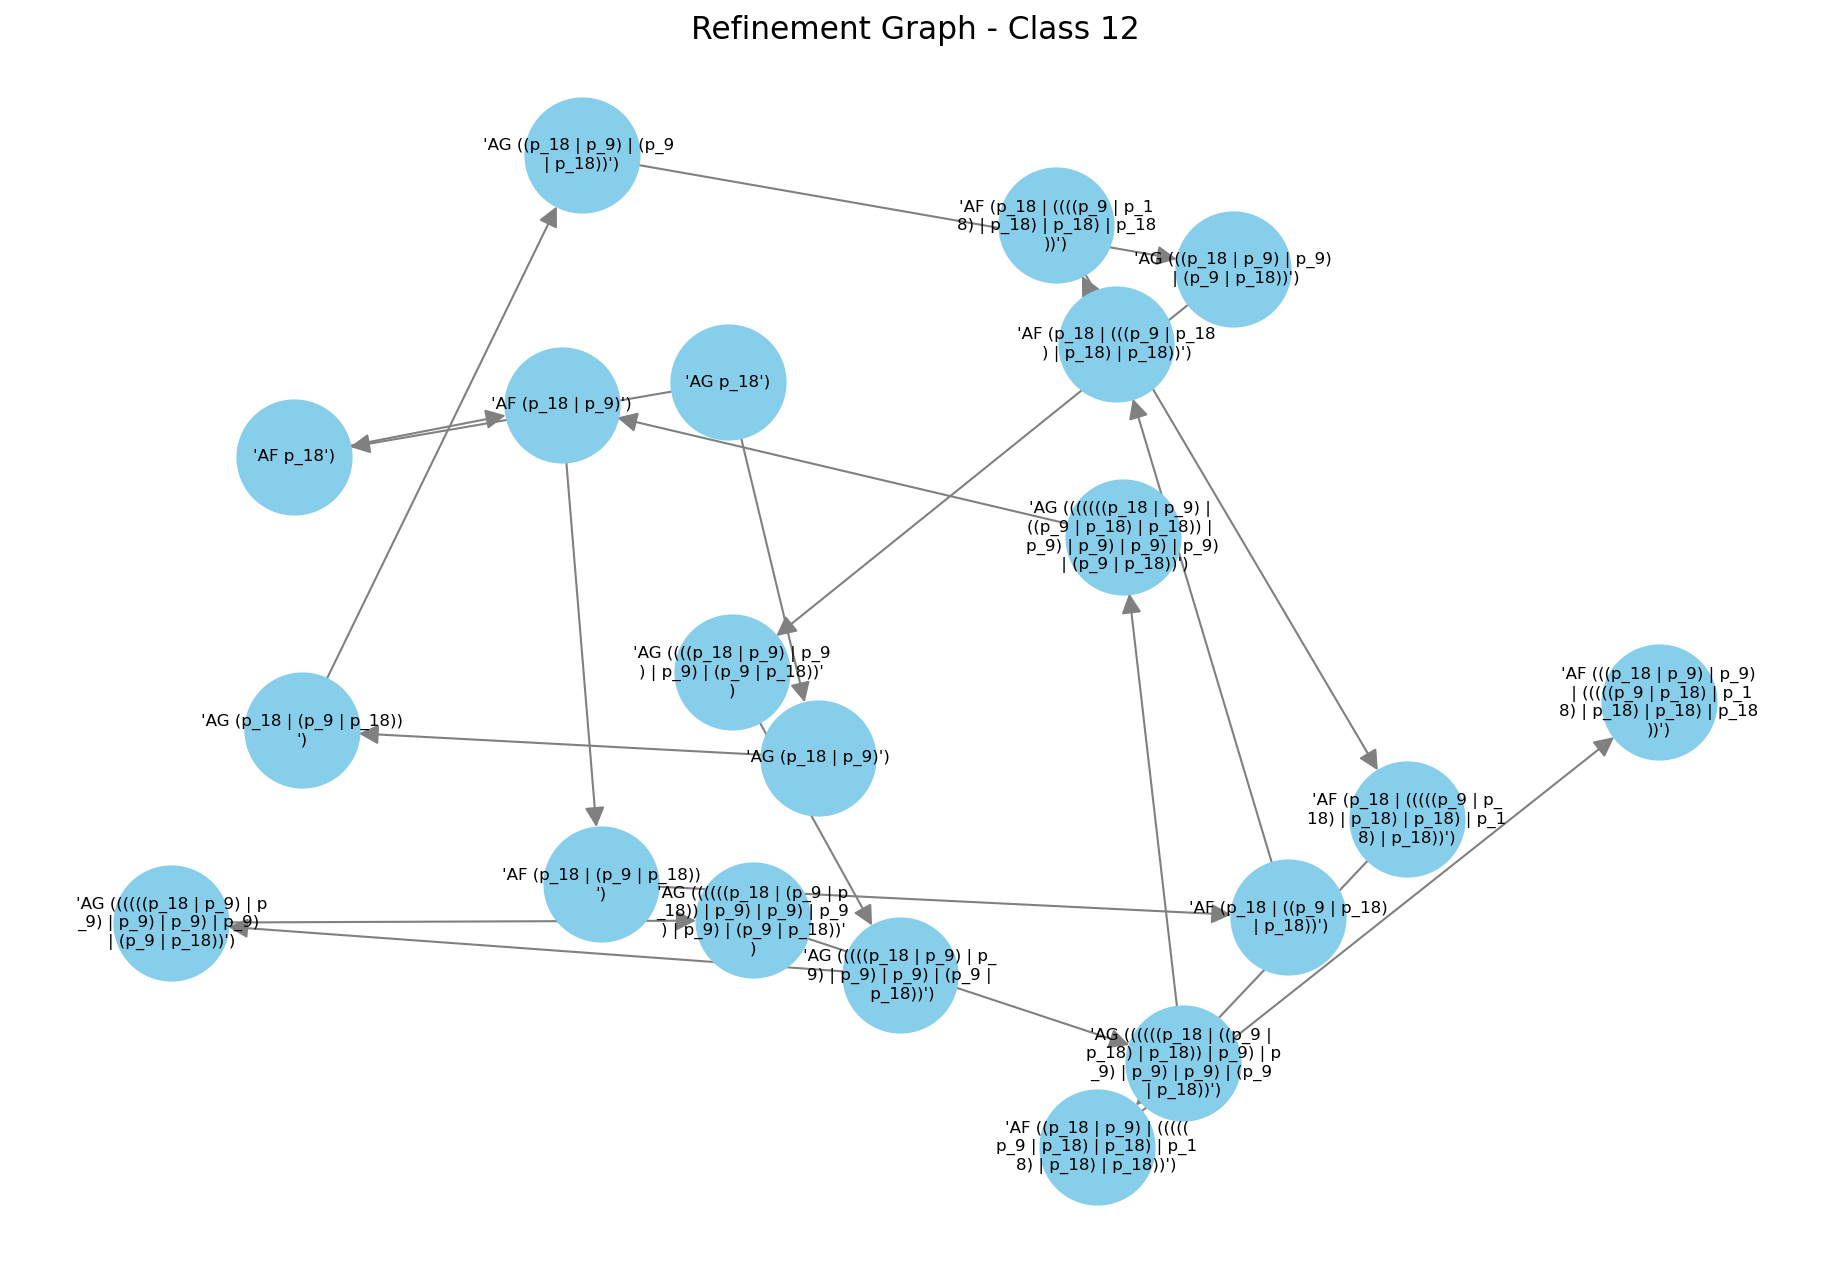 Refinement Graph - Class 12
'AG ((p_18 | p_9) | (p_9
| p_18))')
'AF (p_18 | ((((p_9 | p_1
8) | p_18) | p_18) | p_18
))')
'AG (((p_18 | p_9) | p_9)
| (p_9 | p_18))')
'AF (p_18 | (((p_9 | p_18
) | p_18) | p_18))')
'AG p_18')
'AF (p_18 | p_9)')
'AF p_18')
'AG (((((((p_18 | p_9) |
((p_9 | p_18) | p_18)) |
p_9) | p_9) | p_9) | p_9)
| (p_9 | p_18))')
'AG ((((p_18 | p_9) | p_9
) | p_9) | (p_9 | p_18))'
)
'AF (((p_18 | p_9) | p_9)
| (((((p_9 | p_18) | p_1
8) | p_18) | p_18) | p_18
))')
'AG (p_18 | (p_9 | p_18))
')
'AG (p_18 | p_9)')
'AF (p_18 | (((((p_9 | p_
18) | p_18) | p_18) | p_1
8) | p_18))')
'AF (p_18 | (p_9 | p_18))
')
'AG ((((((p_18 | (p_9 | p
_18)) | p_9) | p_9) | p_9
) | p_9) | (p_9 | p_18))'
)
'AG ((((((p_18 | p_9) | p
_9) | p_9) | p_9) | p_9)
| (p_9 | p_18))')
'AF (p_18 | ((p_9 | p_18)
| p_18))')
'AG (((((p_18 | p_9) | p_
9) | p_9) | p_9) | (p_9 |
p_18))')
'AG ((((((p_18 | ((p_9 |
p_18) | p_18)) | p_9) | p
_9) | p_9) | p_9) | (p_9
| p_18))')
'AF ((p_18 | p_9) | (((((
p_9 | p_18) | p_18) | p_1
8) | p_18) | p_18))')